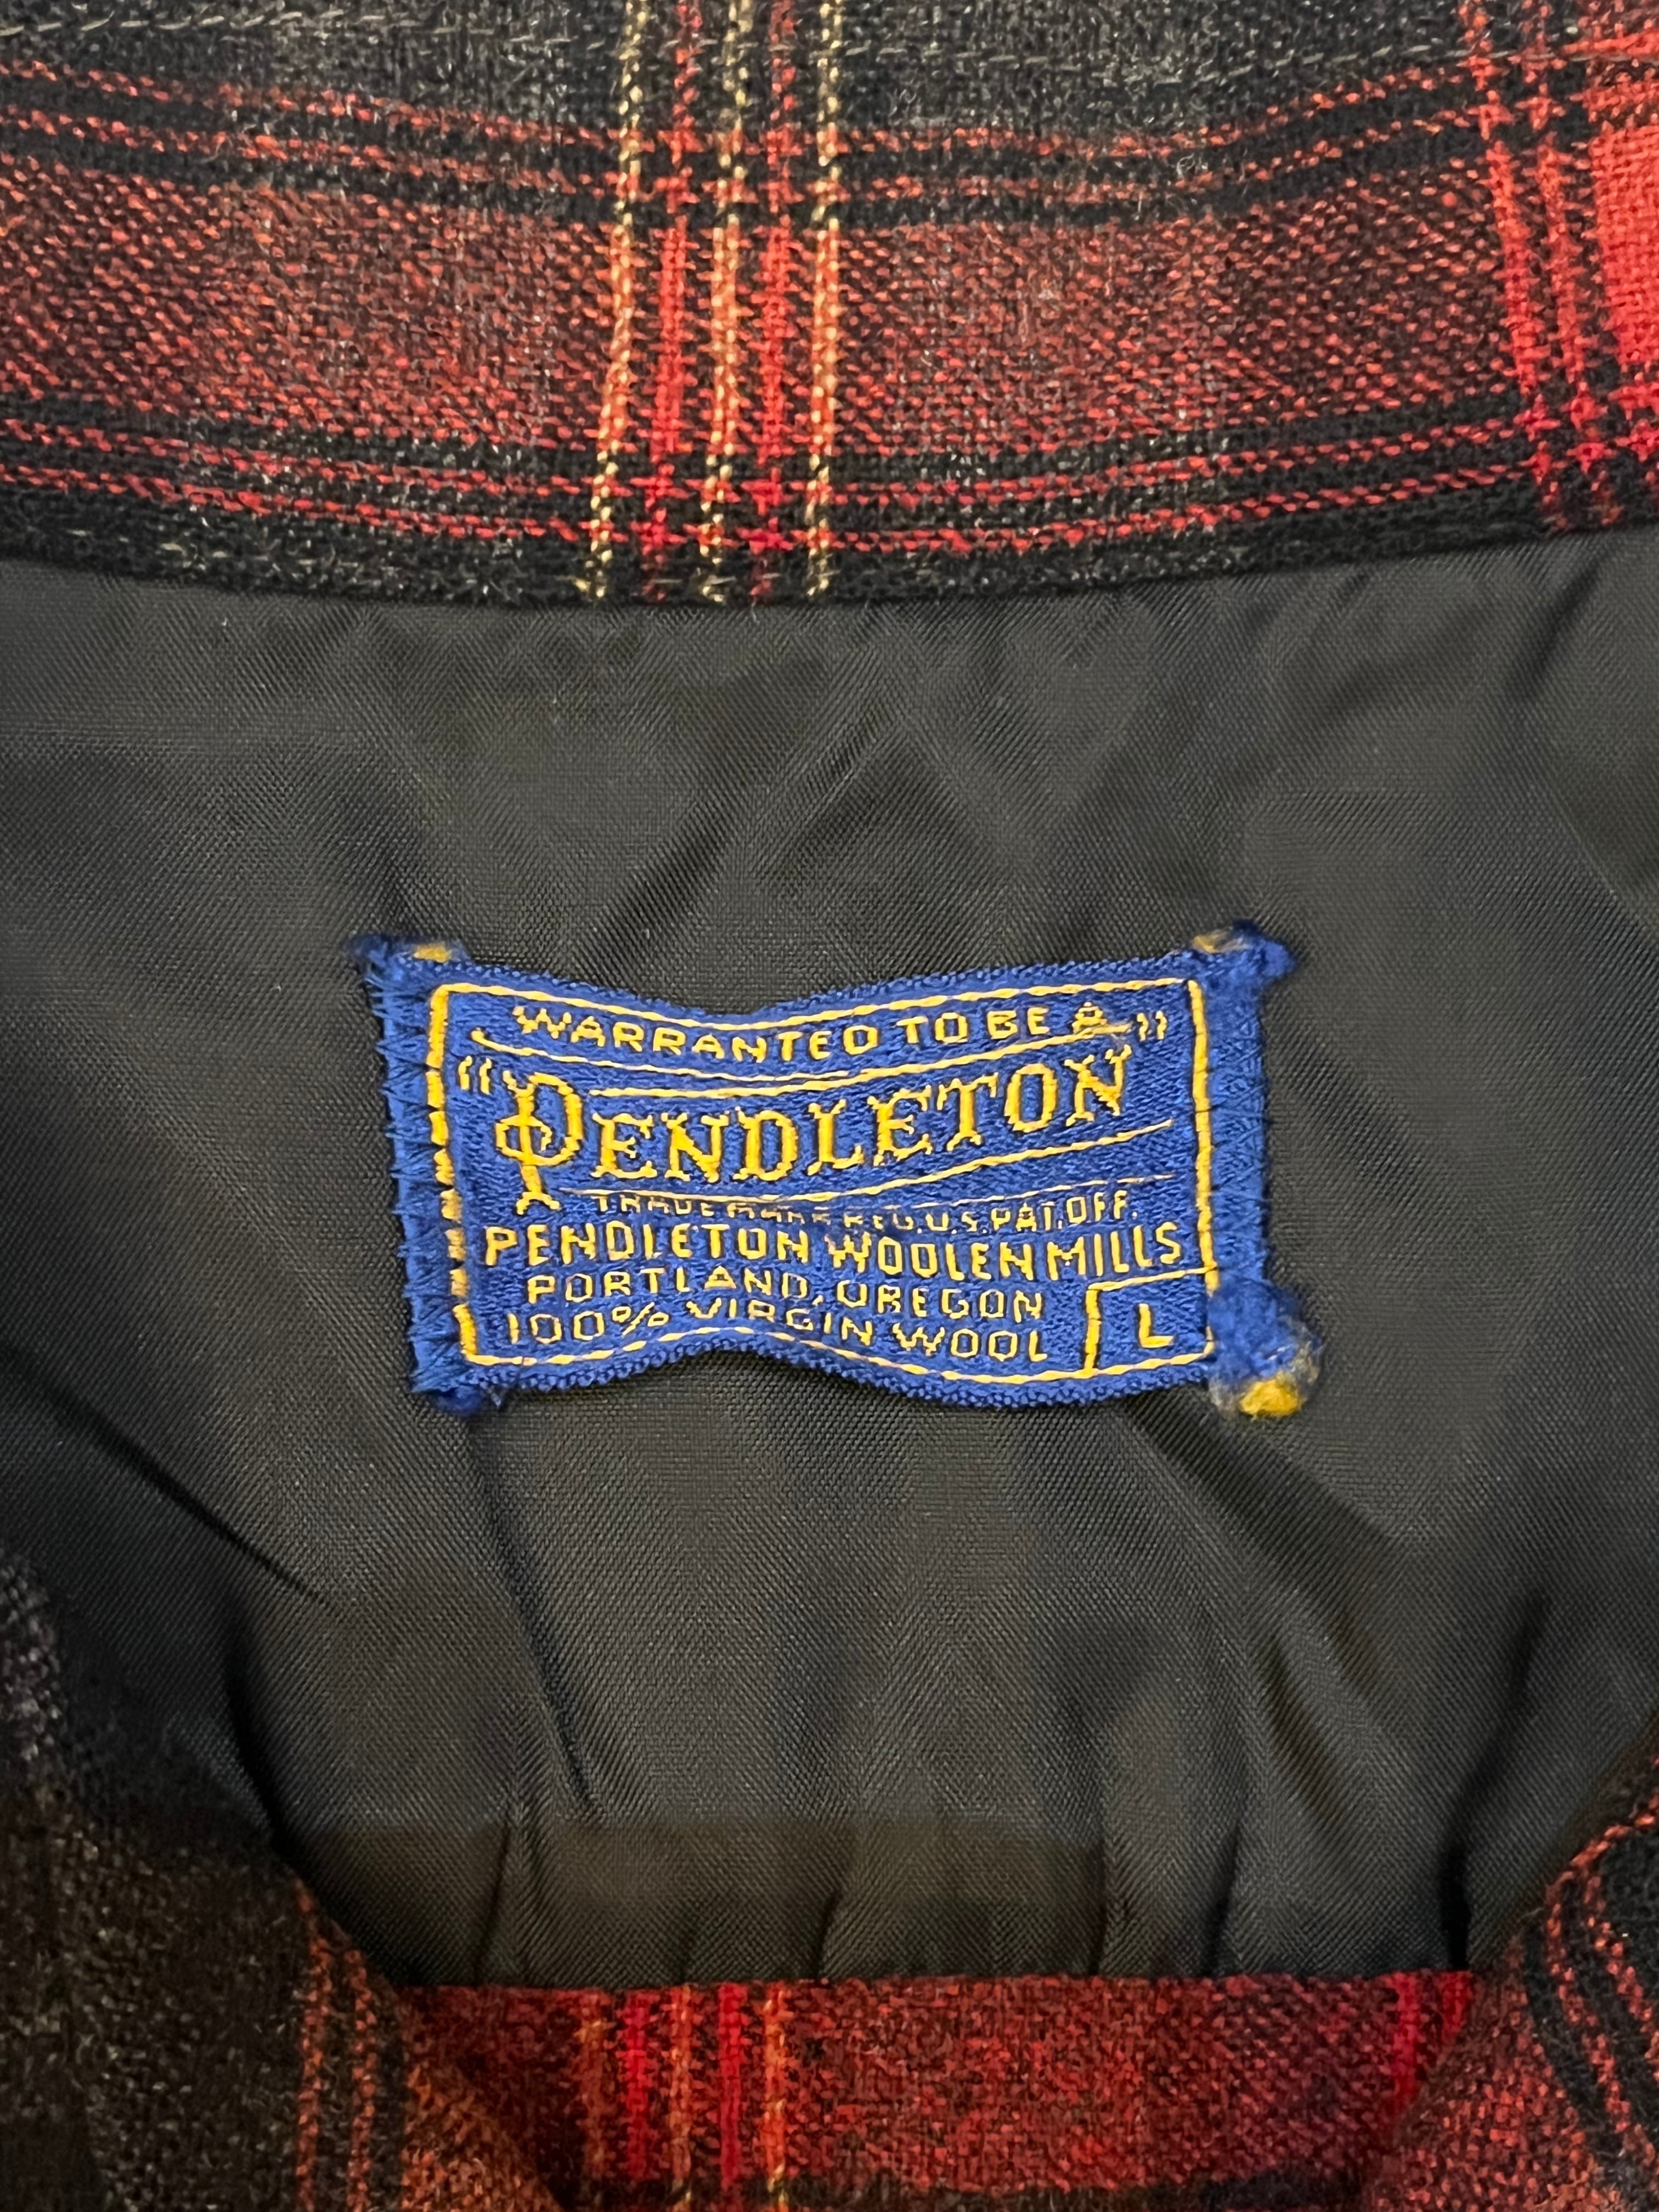 WARRANTED TO BE A
"PENDLETON"
TRADE MARK REG. U.S. PAT. OFF.
PENDLETON WOOLEN MILLS
PORTLAND, OREGON
100% VIRGIN WOOL
L